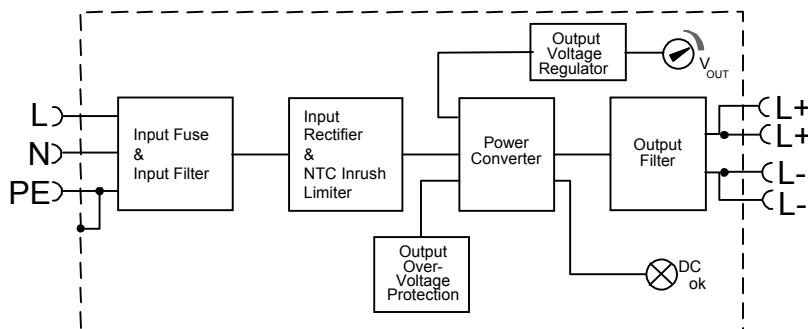 Output
Voltage
Regulator
VOUT
L
N
PE
Input Fuse
&
Input Filter
Input
Rectifier
&
NTC Inrush
Limiter
Power
Converter
Output
Filter
L+
L+
L-
L-
Output
Over-
Voltage
Protection
DC
ok